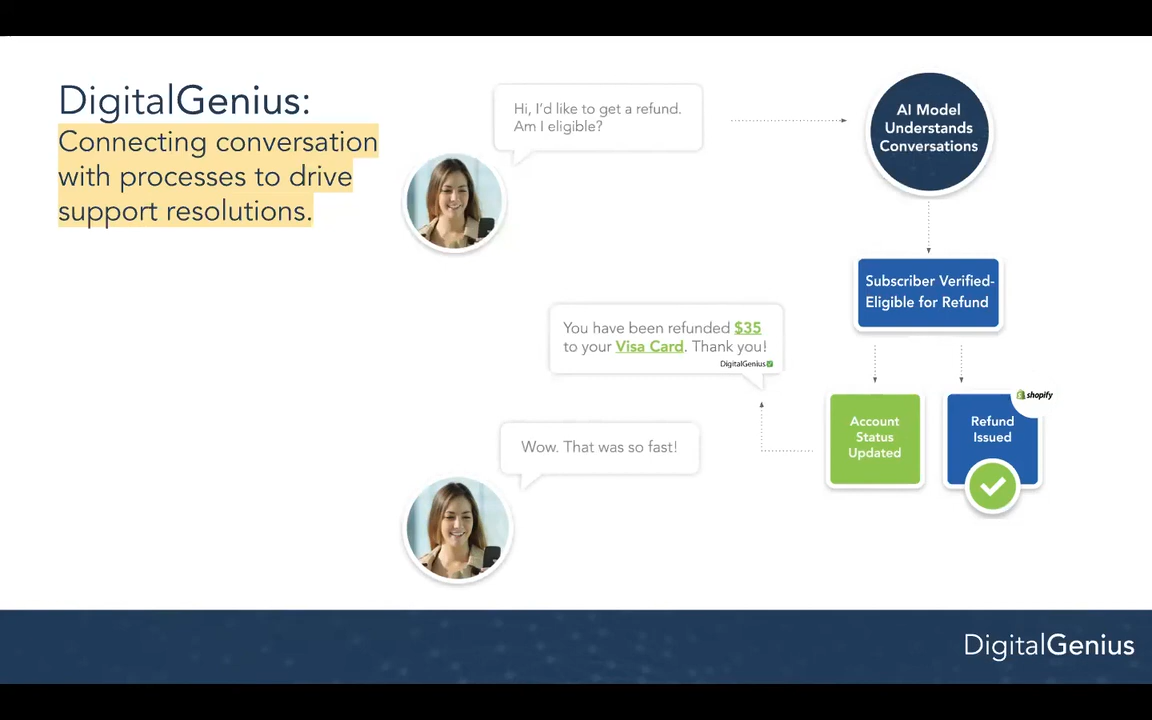 DigitalGenius:
Connecting conversation
with processes to drive
support resolutions.
Hi, I'd like to get a refund.
Am I eligible?
AI Model
Understands
Conversations
Subscriber Verified-
Eligible for Refund
You have been refunded $35
to your Visa Card. Thank you!
DigitalGenius
Account
Status
Updated
shopify
Refund
Issued
Wow. That was so fast!
DigitalGenius